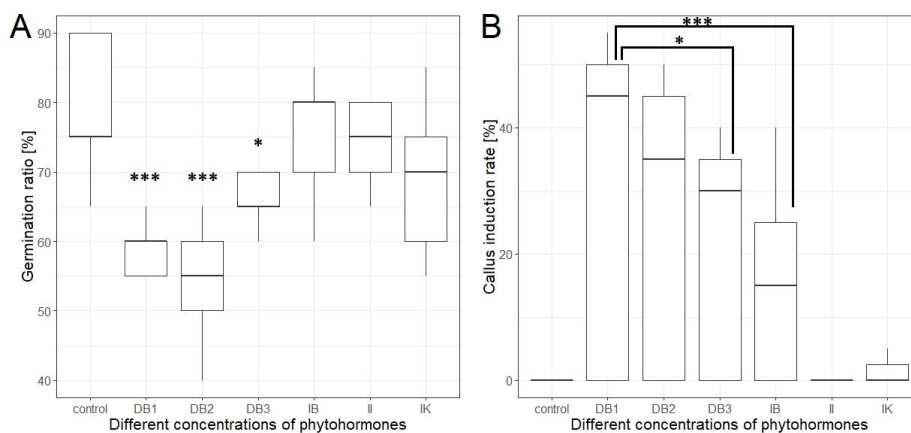 A
Germination ratio [%]
90
80
70
60
50
40
***
***
*
control DB1 DB2 DB3 IB II IK
Different concentrations of phytohormones
B
Callus induction rate [%]
40
20
0
***
*
control DB1 DB2 DB3 IB II IK
Different concentrations of phytohormones